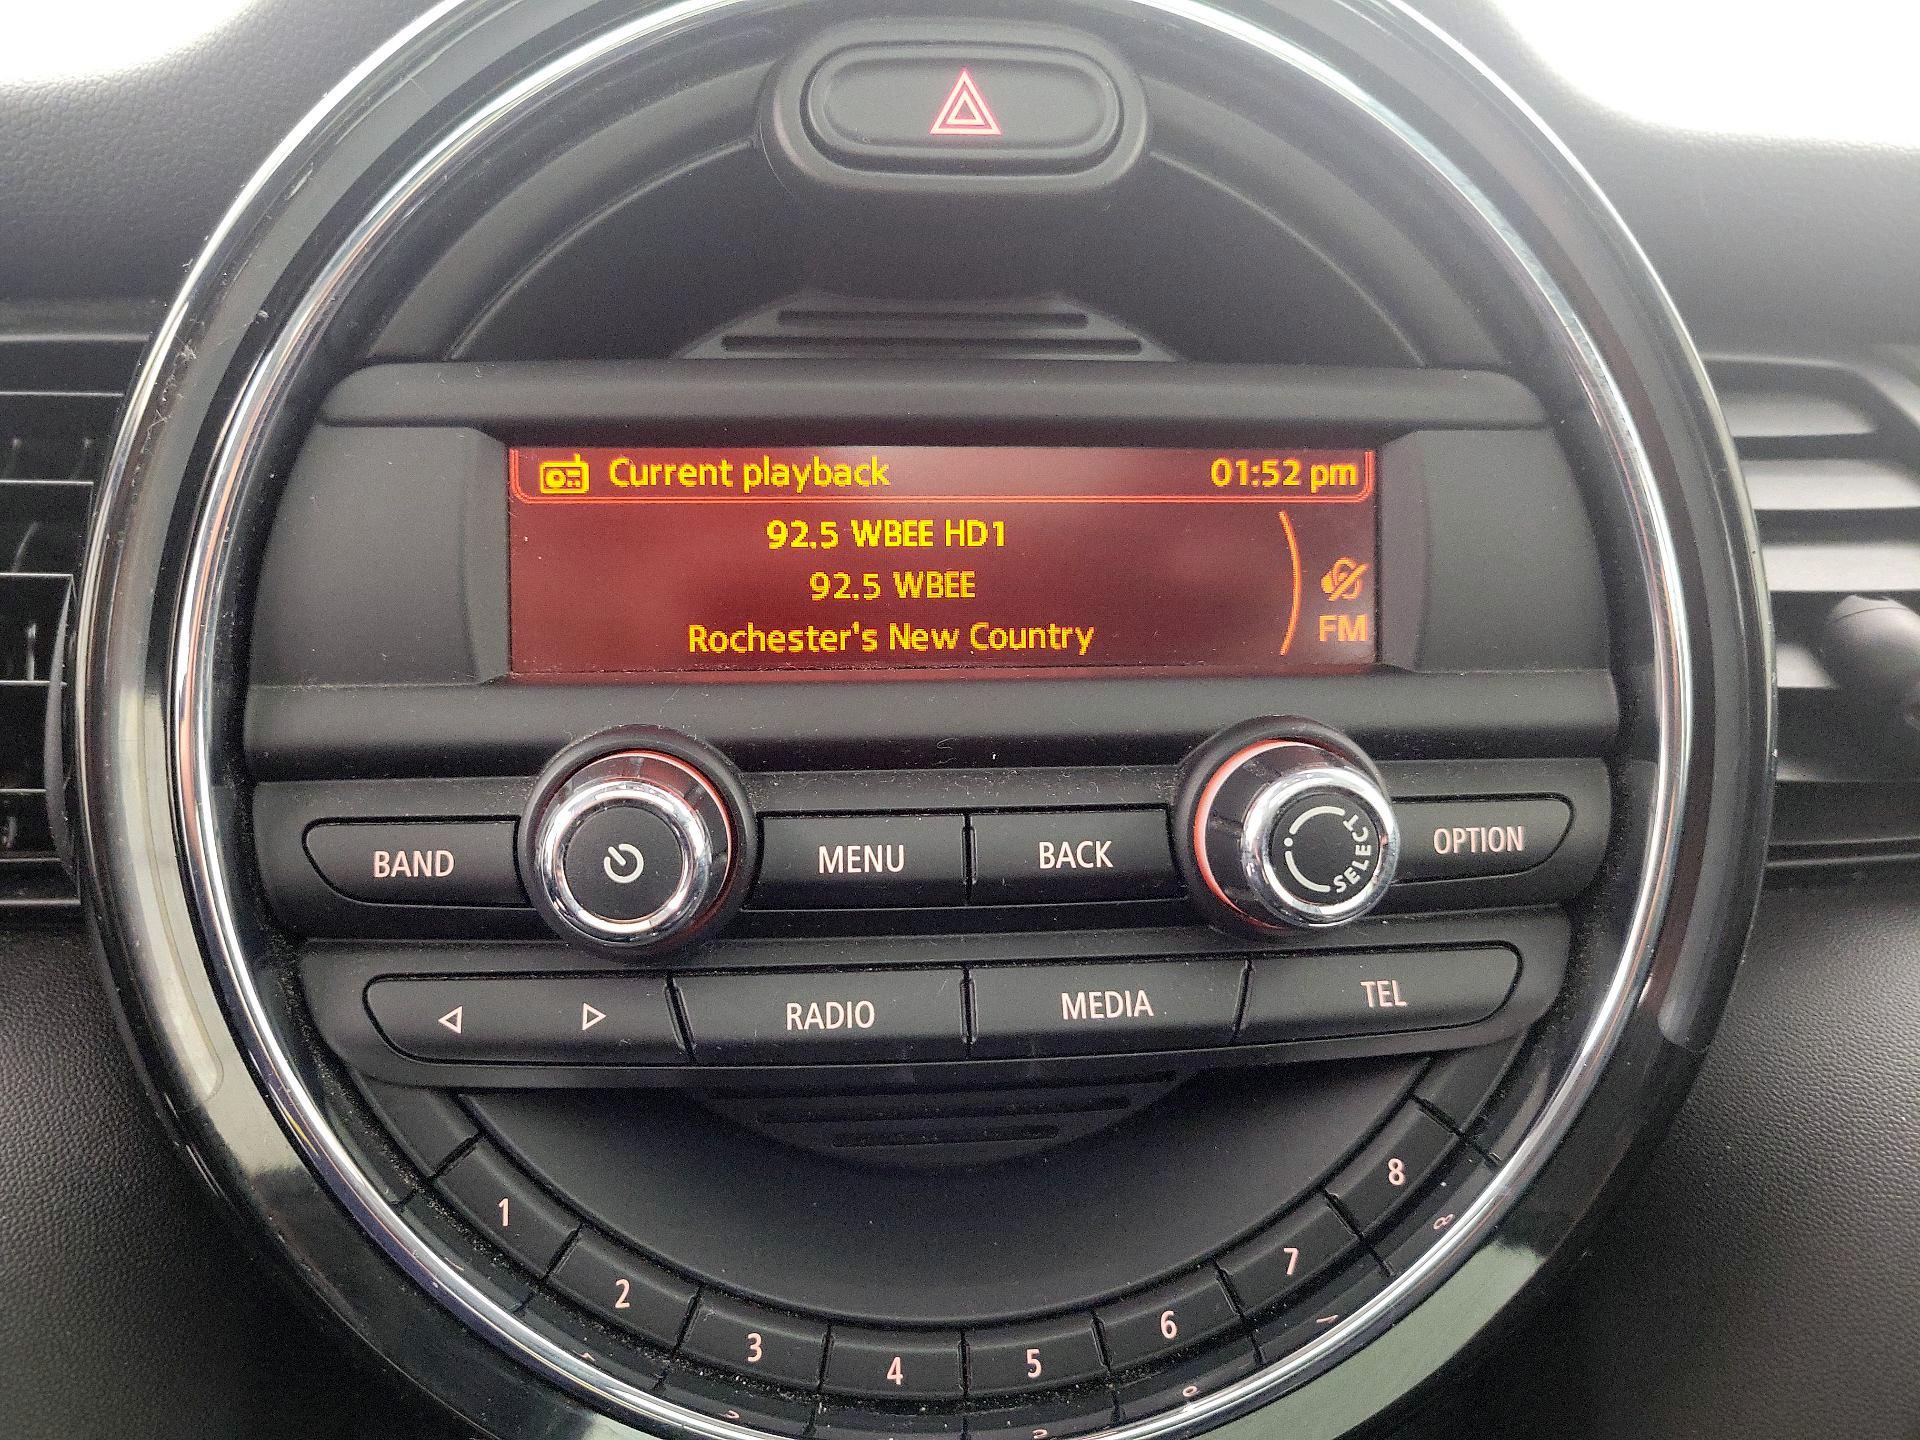 Current playback 01:52 pm
92.5 WBEE HD1
92.5 WBEE
Rochester's New Country
FM
BAND MENU BACK SELECT OPTION
RADIO MEDIA TEL
1 2 3 4 5 6 7 8